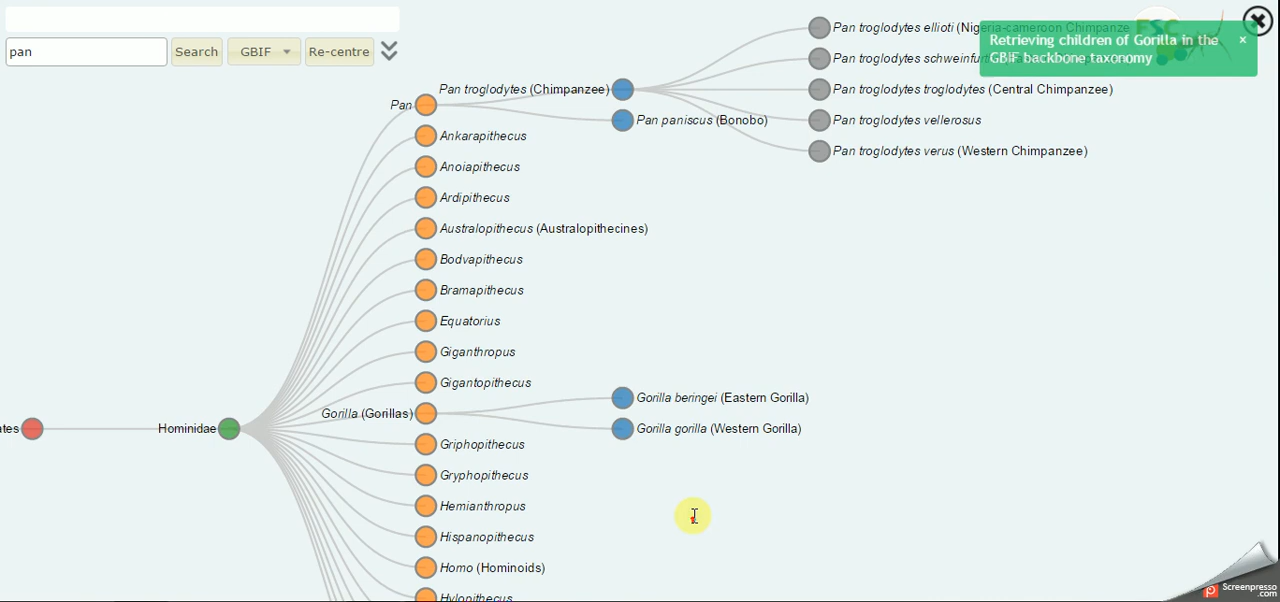 pan
Search
GBIF
Re-centre
Retrieving children of Gorilla in the
GBIF backbone taxonomy
×
FSC
Pan troglodytes ellioti (Nigeria-cameroon Chimpanze
Pan troglodytes schweinfur
Pan troglodytes troglodytes (Central Chimpanzee)
Pan troglodytes vellerosus
Pan troglodytes verus (Western Chimpanzee)
Pan troglodytes (Chimpanzee)
Pan paniscus (Bonobo)
Pan
Ankarapithecus
Anoiapithecus
Ardipithecus
Australopithecus (Australopithecines)
Bodvapithecus
Bramapithecus
Equatorius
Giganthropus
Gigantopithecus
Gorilla (Gorillas)
Gorilla beringei (Eastern Gorilla)
Gorilla gorilla (Western Gorilla)
ates
Hominidae
Griphopithecus
Gryphopithecus
Hemianthropus
Hispanopithecus
Homo (Hominoids)
Hylopithecus
Screenpresso
.com